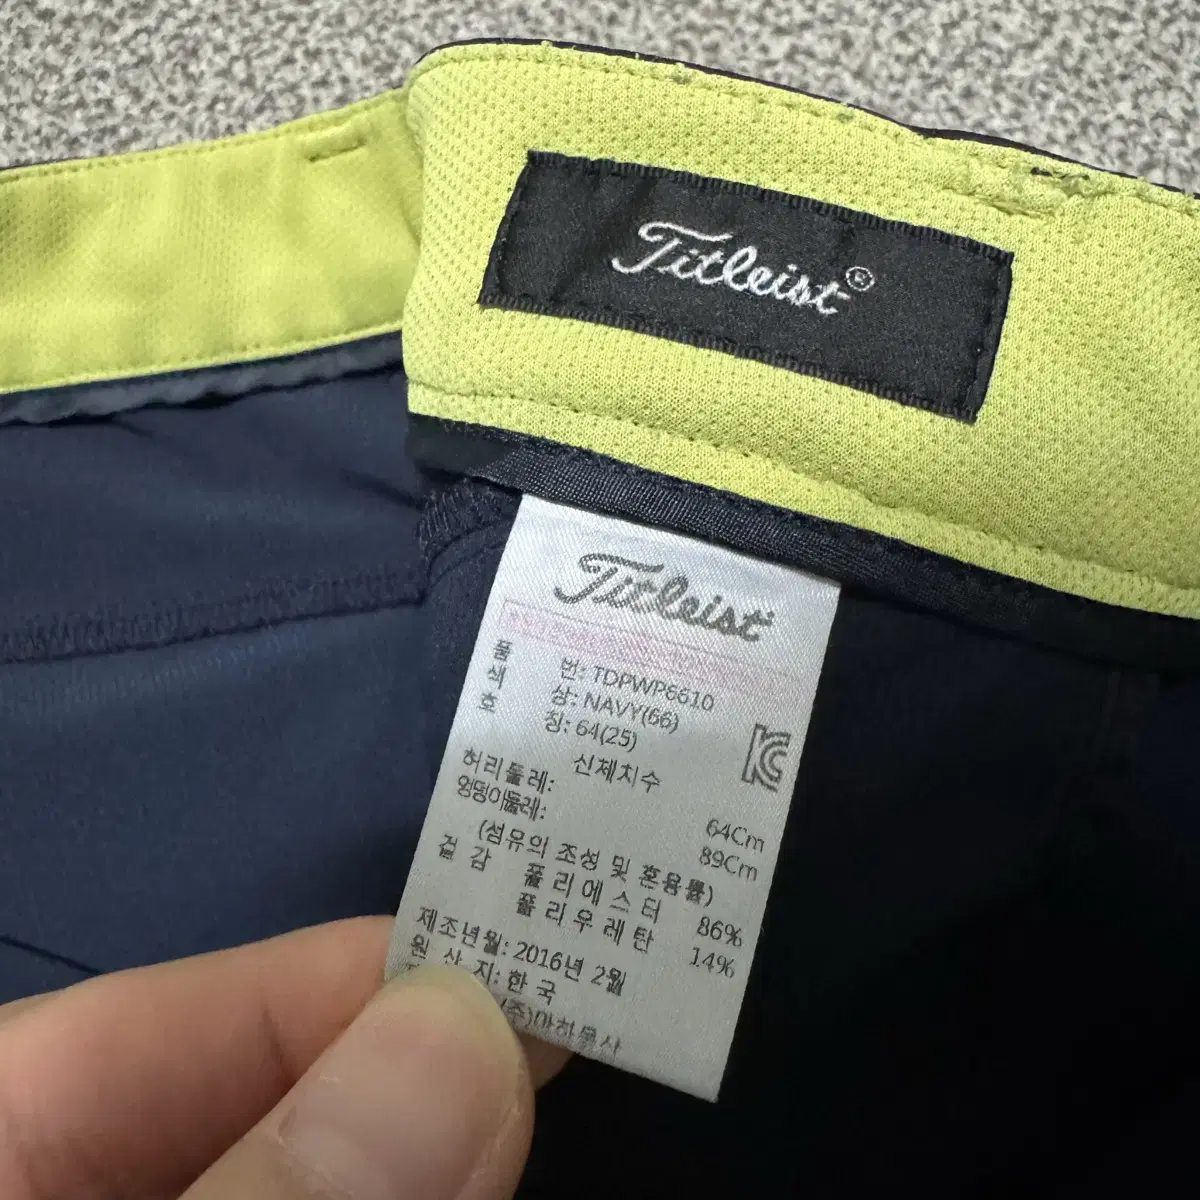 Titleist®
Titleist
품 번: TDPWP6610
색 상: NAVY(66)
호 칭: 64(25)
신체치수
허리둘레: 64Cm
엉덩이둘레: 89Cm
(섬유의 조성 및 혼용률)
겉감 폴리에스터 86%
폴리우레탄 14%
제조년월: 2016년 2월
원산지: 한국